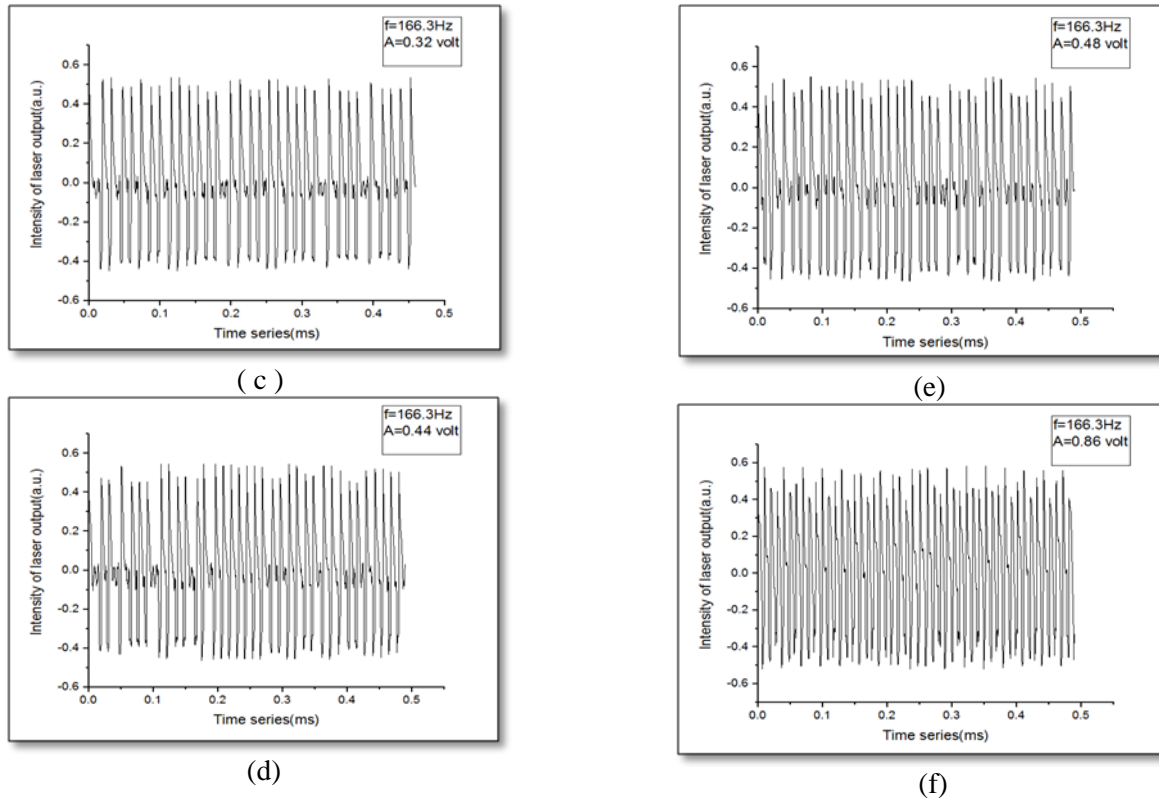 f=166.3Hz
A=0.32 volt
Intensity of laser output(a.u.)
0.6
0.4
0.2
0.0
-0.2
-0.4
-0.6
0.0 0.1 0.2 0.3 0.4 0.5
Time series(ms)
( c )
f=166.3Hz
A=0.48 volt
Intensity of laser output(a.u.)
0.6
0.4
0.2
0.0
-0.2
-0.4
-0.6
0.0 0.1 0.2 0.3 0.4 0.5
Time series(ms)
(e)
f=166.3Hz
A=0.44 volt
Intensity of laser output(a.u.)
0.6
0.4
0.2
0.0
-0.2
-0.4
-0.6
0.0 0.1 0.2 0.3 0.4 0.5
Time series(ms)
(d)
f=166.3Hz
A=0.86 volt
Intensity of laser output(a.u.)
0.6
0.4
0.2
0.0
-0.2
-0.4
-0.6
0.0 0.1 0.2 0.3 0.4 0.5
Time series(ms)
(f)